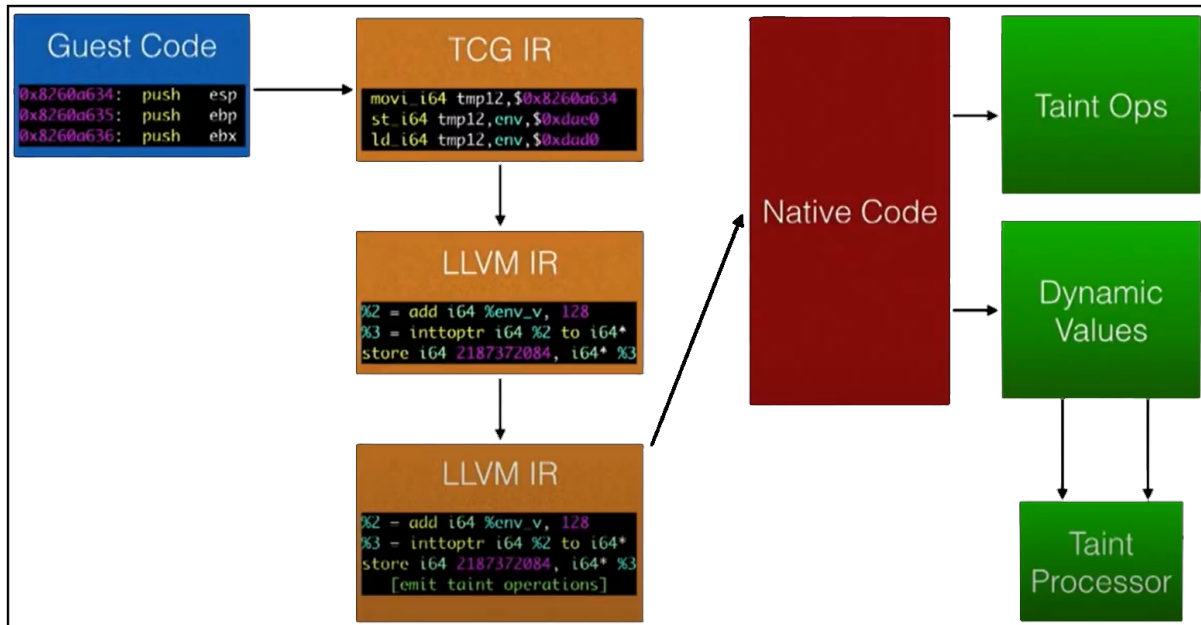 Guest Code
0x8260a634: push esp
0x8260a635: push ebp
0x8260a636: push ebx
TCG IR
movi_i64 tmp12,$0x8260a634
st_i64 tmp12,env,$0xdae0
ld_i64 tmp12,env,$0xdad0
LLVM IR
%2 = add i64 %env_v, 128
%3 = inttoptr i64 %2 to i64*
store i64 2187372084, i64* %3
LLVM IR
%2 = add i64 %env_v, 128
%3 = inttoptr i64 %2 to i64*
store i64 2187372084, i64* %3
[emit taint operations]
Native Code
Taint Ops
Dynamic
Values
Taint
Processor